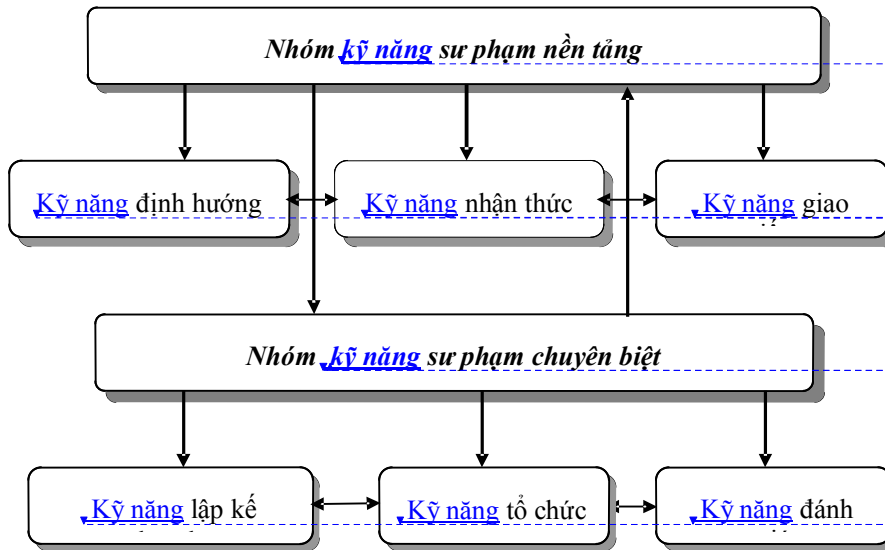 Nhóm kỹ năng sư phạm nền tảng
Kỹ năng định hướng
Kỹ năng nhận thức
Kỹ năng giao
Nhóm kỹ năng sư phạm chuyên biệt
Kỹ năng lập kế
Kỹ năng tổ chức
Kỹ năng đánh